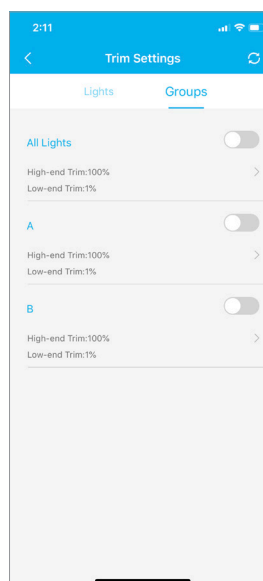 2:11
Trim Settings
Lights Groups
All Lights
High-end Trim:100%
Low-end Trim:1%
A
High-end Trim:100%
Low-end Trim:1%
B
High-end Trim:100%
Low-end Trim:1%